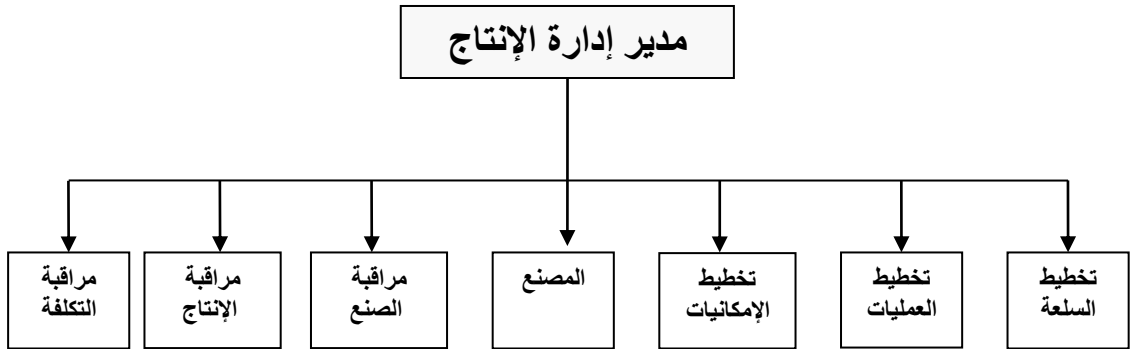 مدير إدارة الإنتاج
تخطيط
السلعة
تخطيط
العمليات
تخطيط
الإمكانيات
المصنع
مراقبة
الصنع
مراقبة
الإنتاج
مراقبة
التكلفة